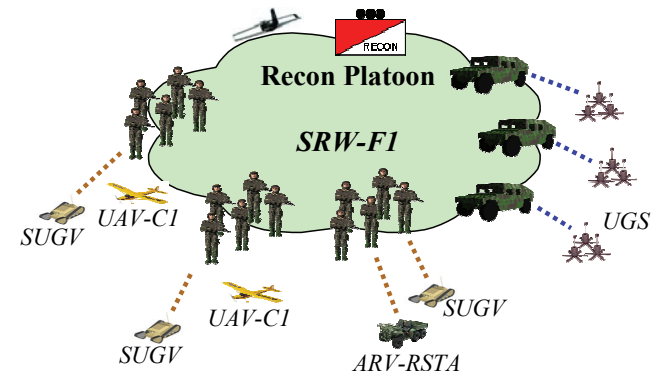 RECON
Recon Platoon
SRW-F1
SUGV
UAV-C1
UGS
UAV-C1
SUGV
SUGV
ARV-RSTA